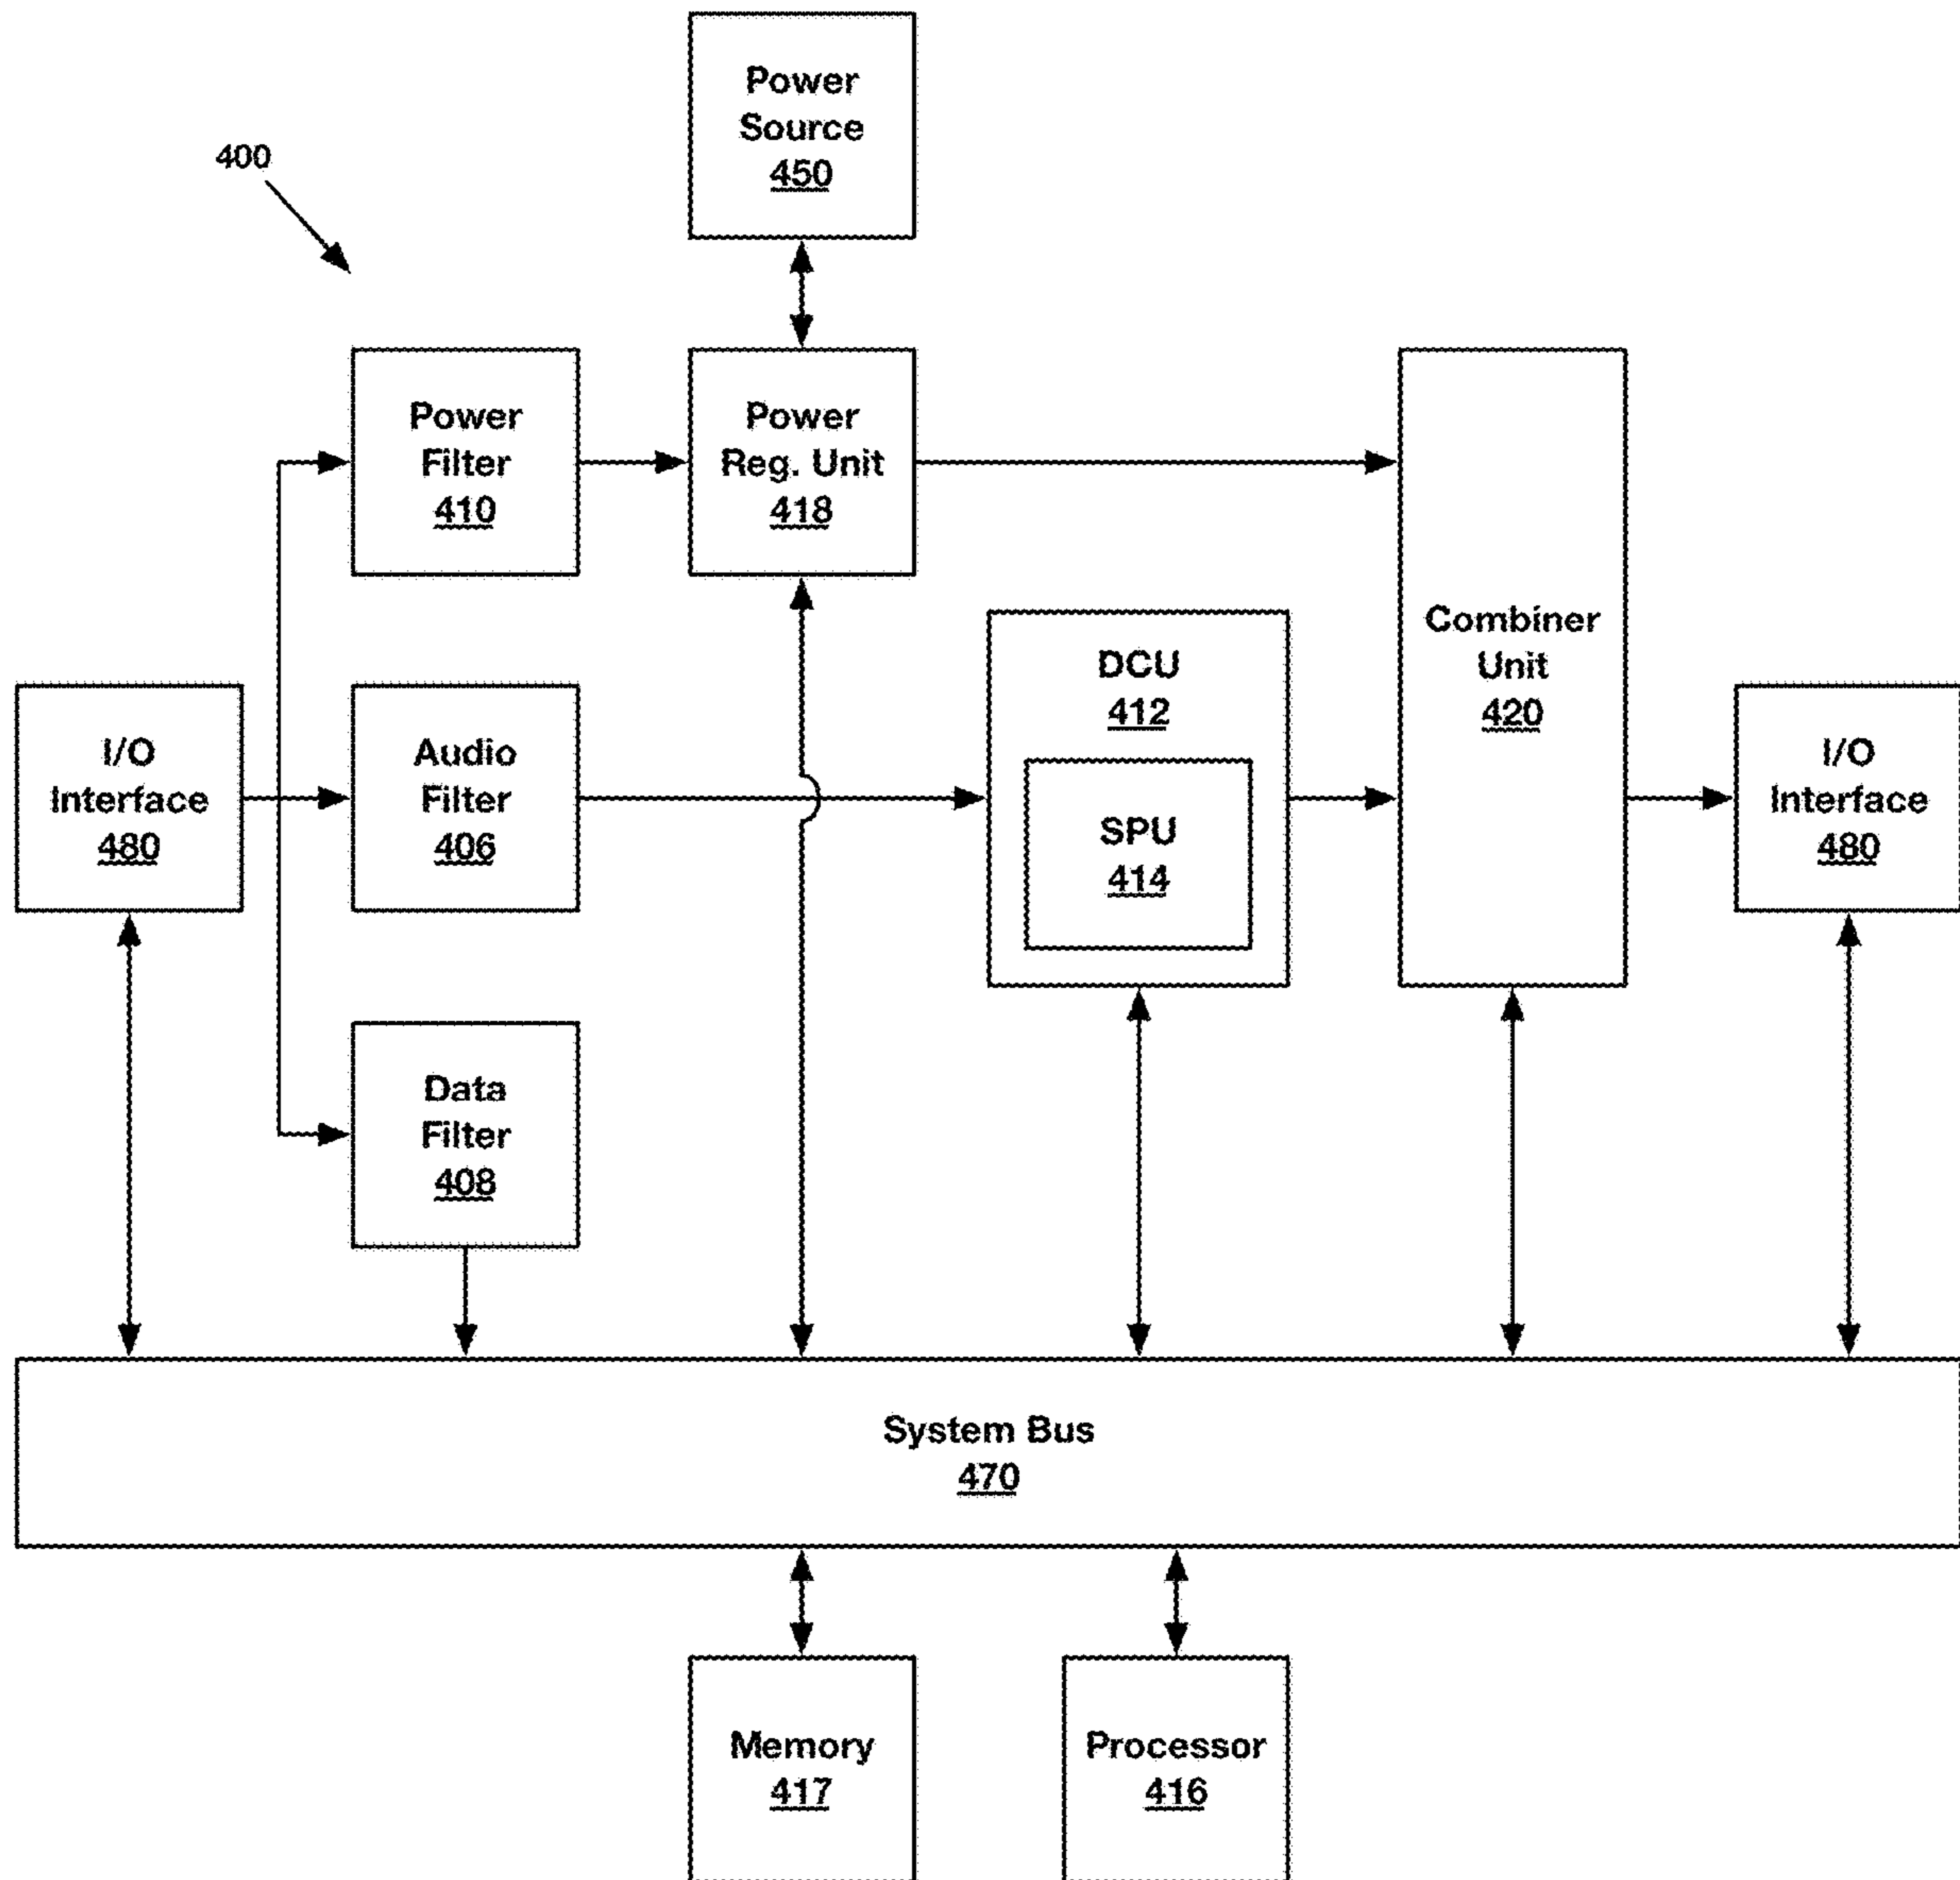 Power
Source
450
400
Power
Filter
410
Power
Reg. Unit
418
Combiner
Unit
420
DCU
412
SPU
414
I/O
Interface
480
Audio
Filter
406
I/O
Interface
480
Data
Filter
408
System Bus
470
Memory
417
Processor
416